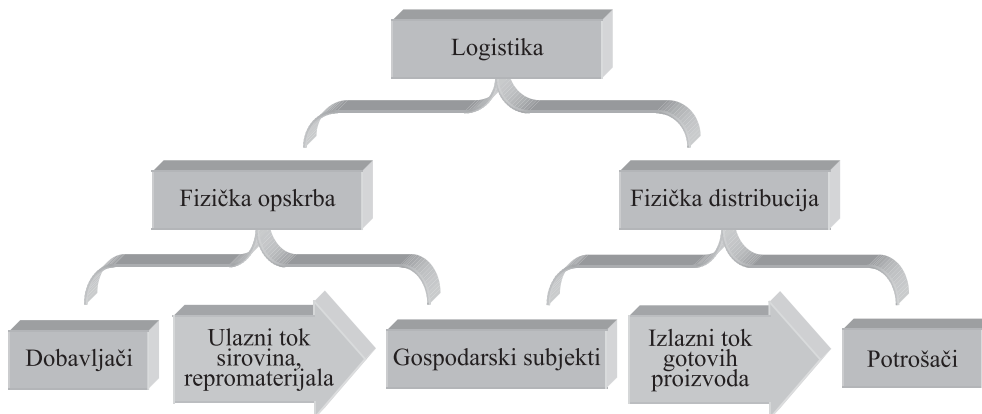 Logistika
Fizička opskrba
Fizička distribucija
Dobavljači
Ulazni tok
sirovina,
repromaterijala
Gospodarski subjekti
Izlazni tok
gotovih
proizvoda
Potrošači